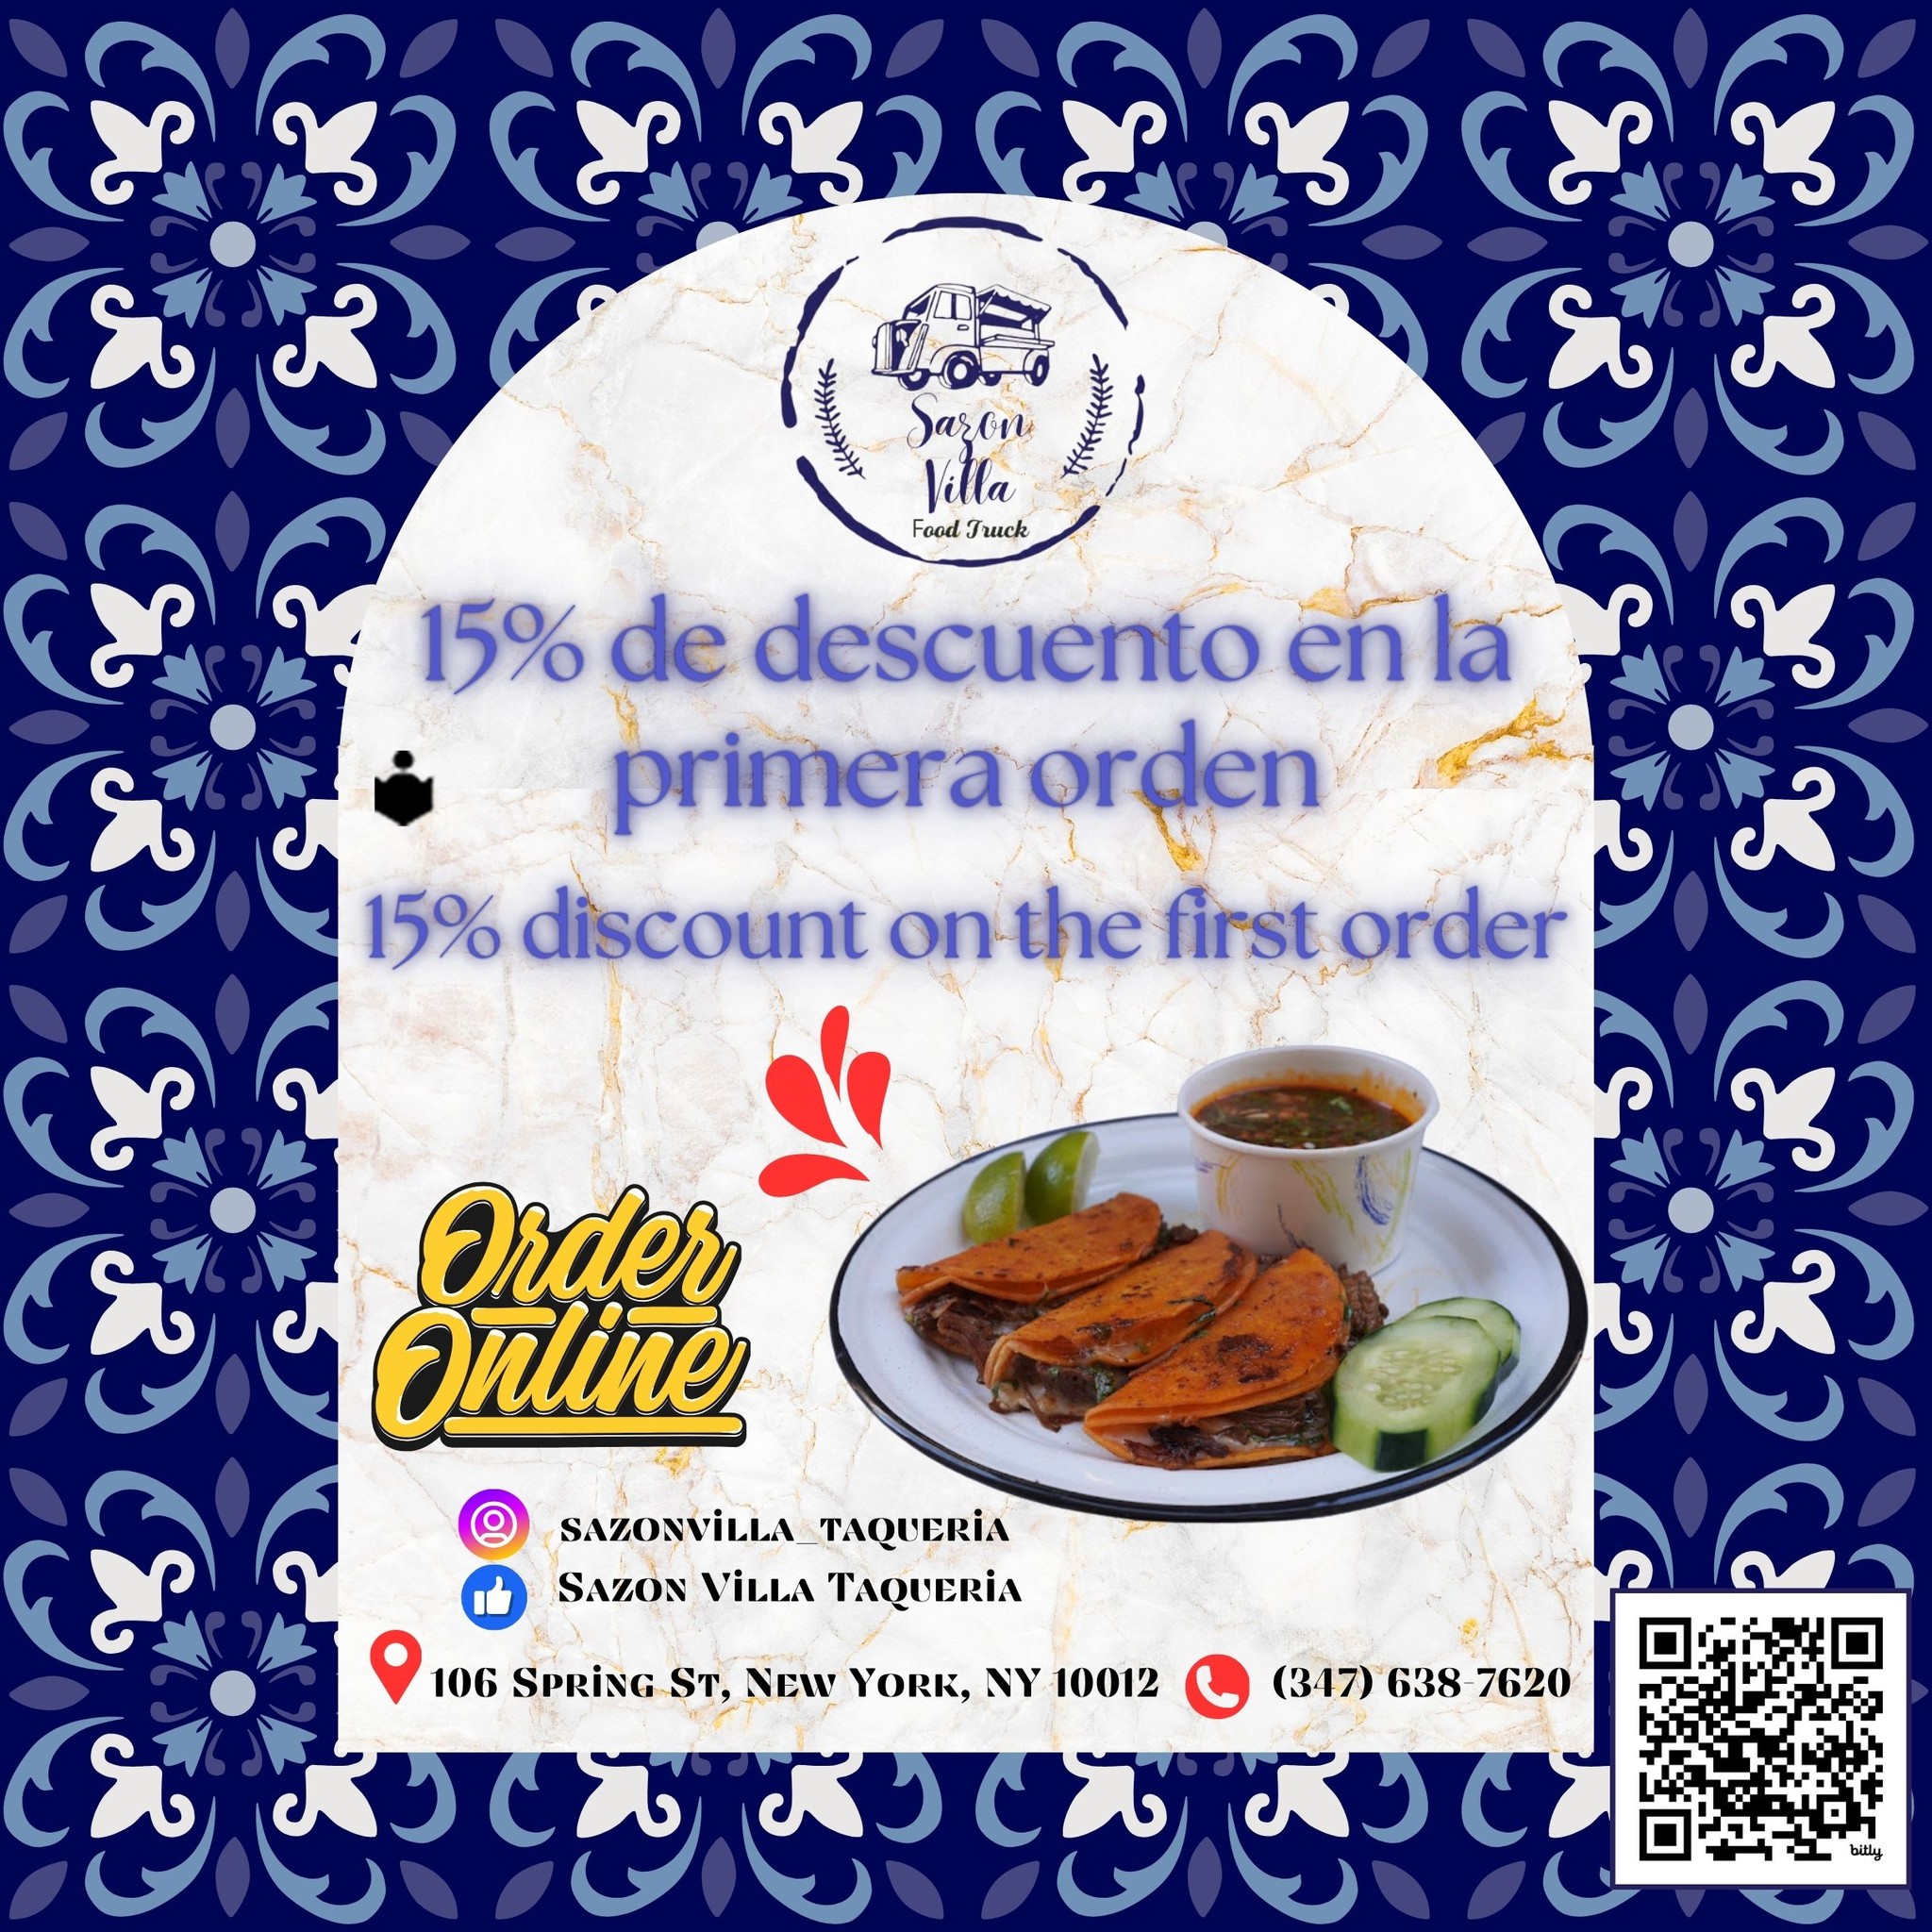 Sazon
Villa
Food Truck
15% de descuento en la
primera orden
15% discount on the first order
Order
Online
sazonvilla_taqueria
Sazon Villa Taqueria
106 Spring St, New York, NY 10012
(347) 638-7620
bitly